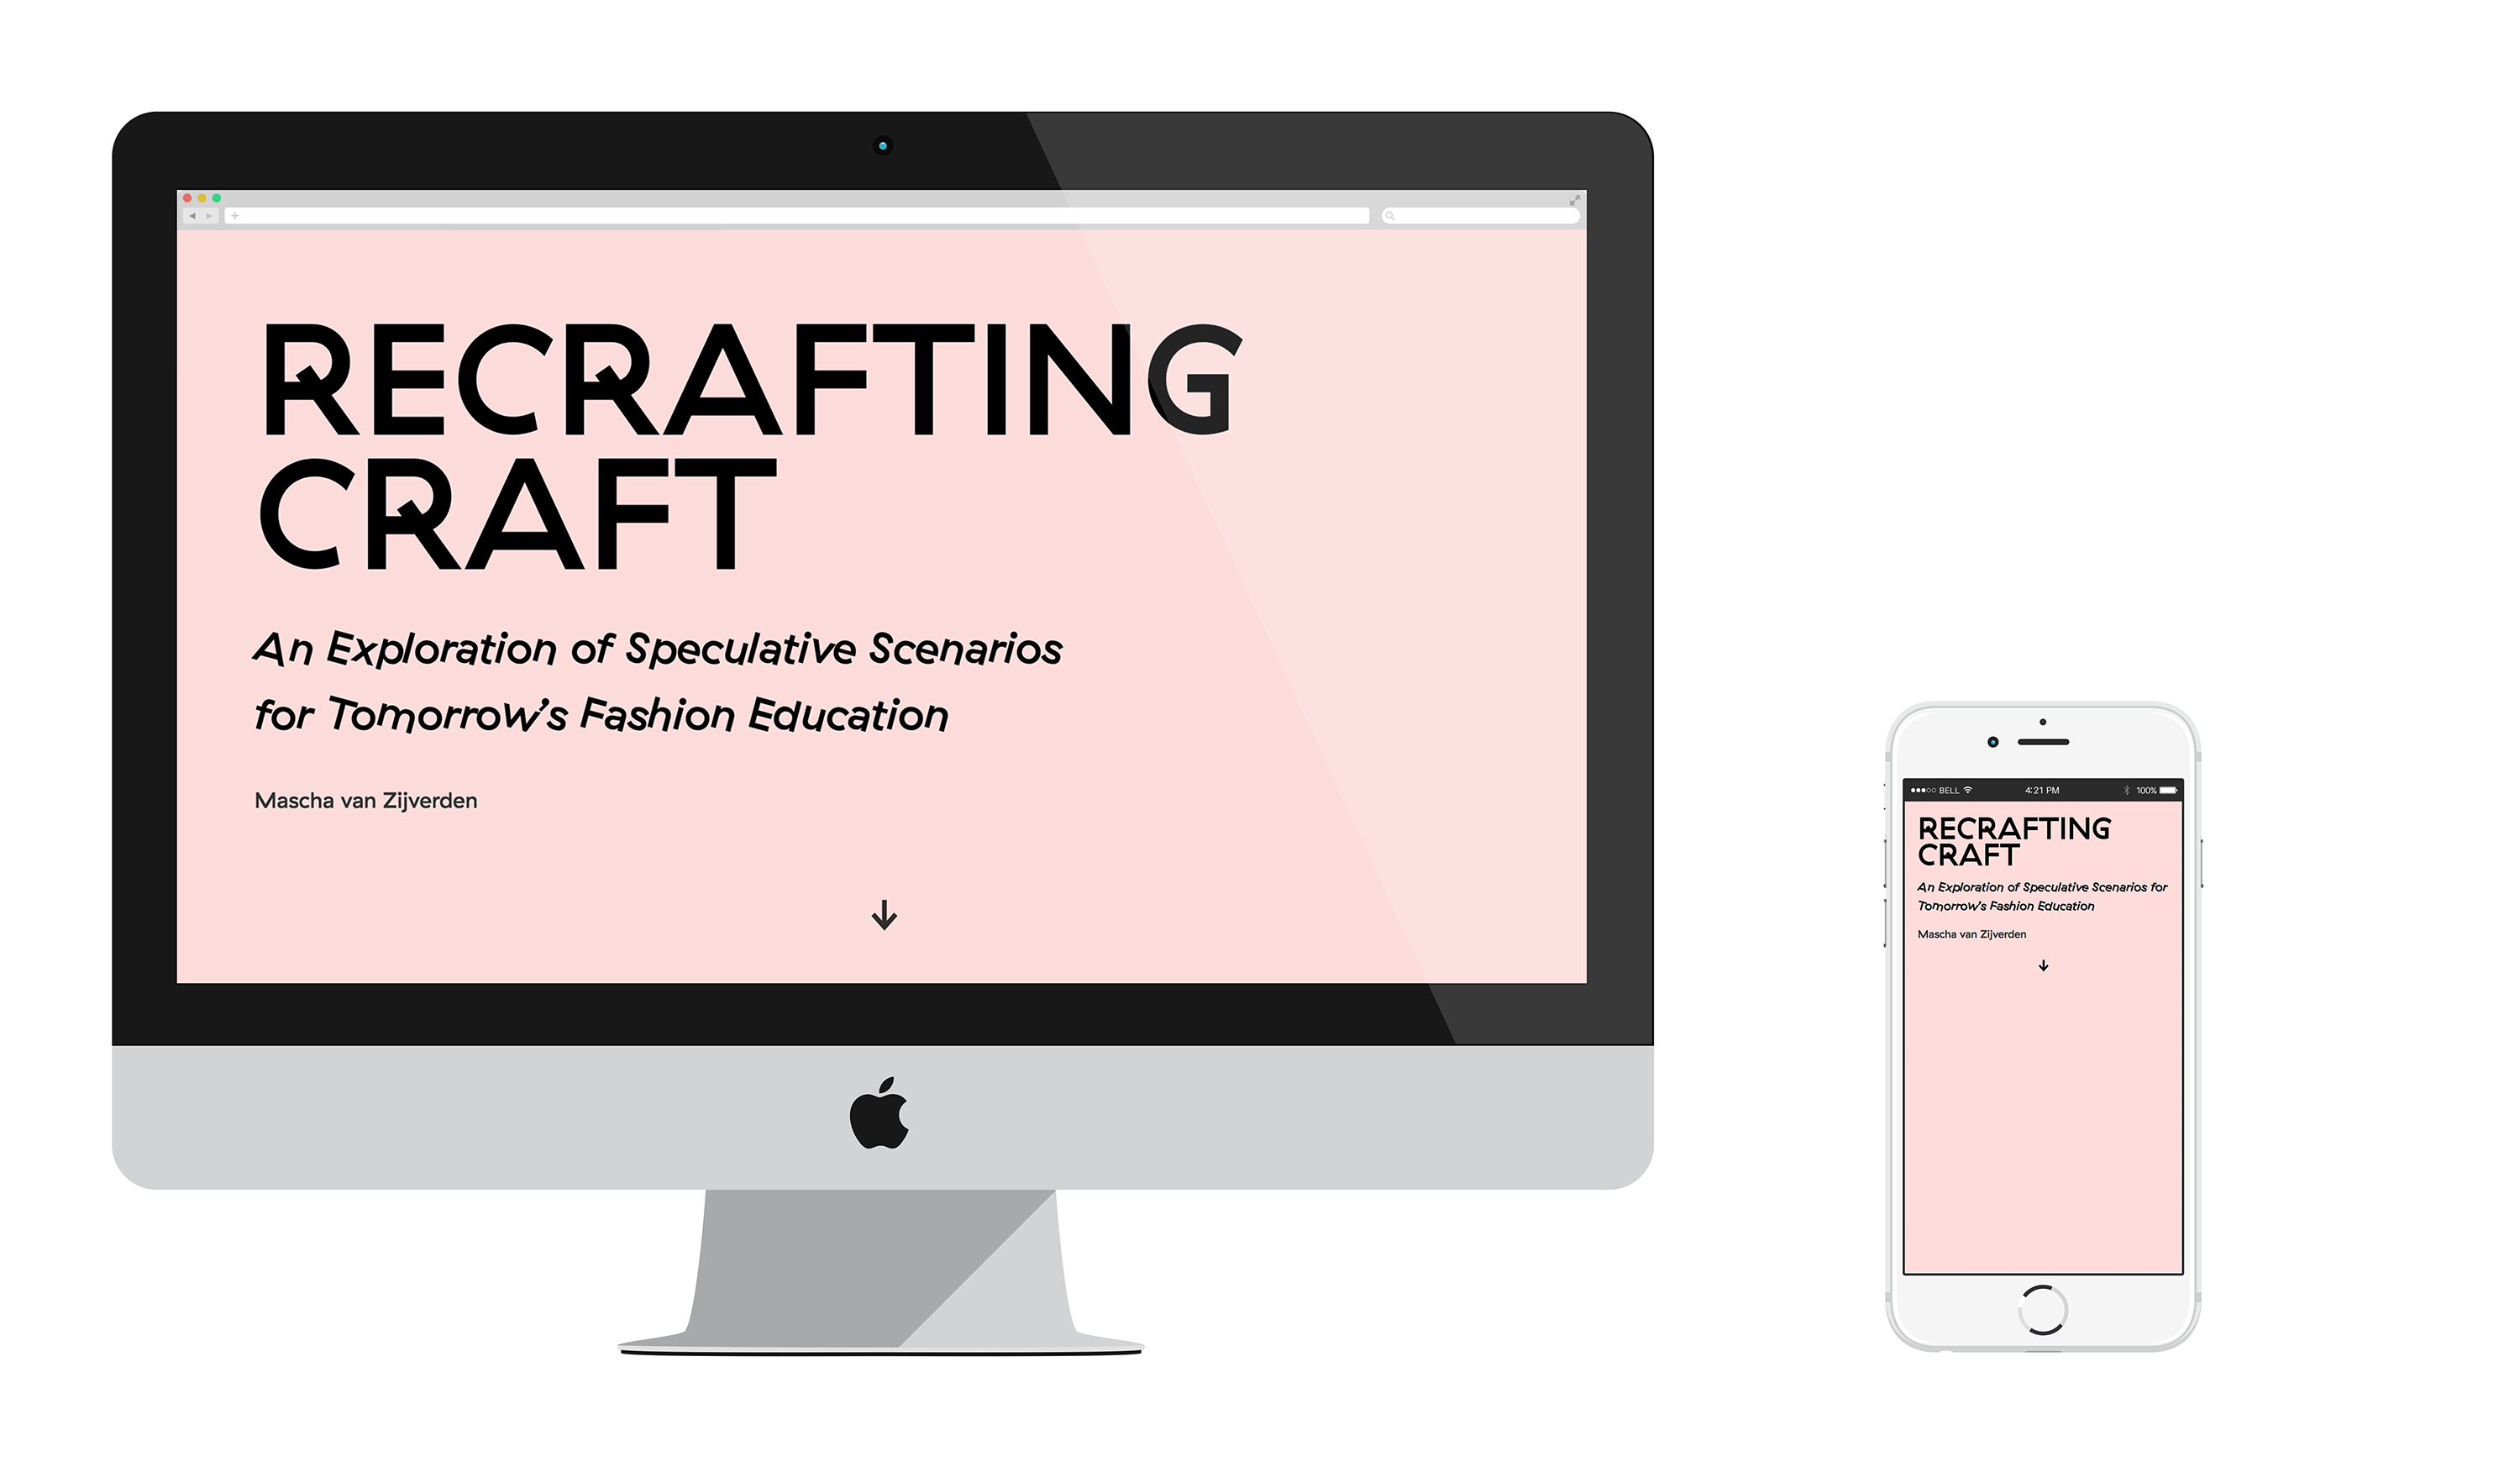 RECRAFTING
CRAFT
An Exploration of Speculative Scenarios
for Tomorrow's Fashion Education
Mascha van Zijverden
BELL 4:21 PM 100%
RECRAFTING
CRAFT
An Exploration of Speculative Scenarios for
Tomorrow's Fashion Education
Mascha van Zijverden